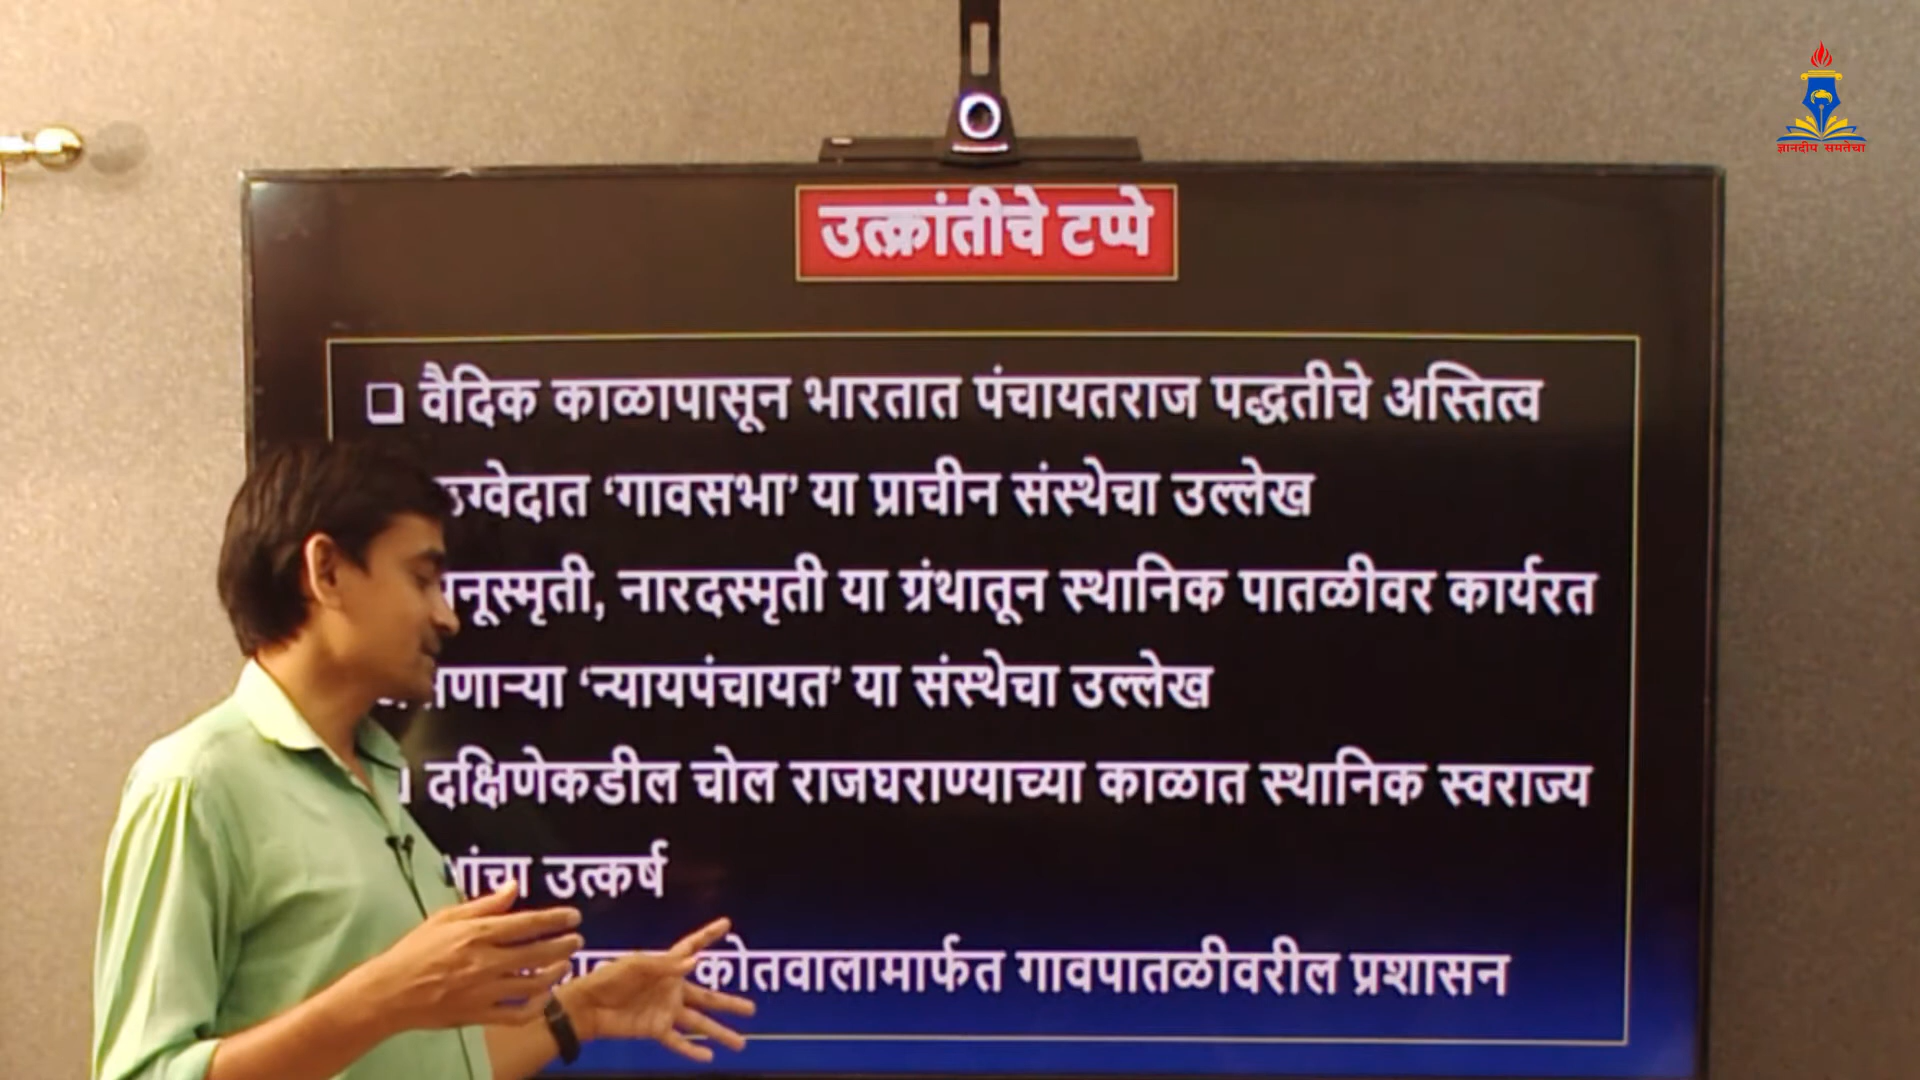 ज्ञानदीप समतेचा
उत्क्रांतीचे टप्पे
वैदिक काळापासून भारतात पंचायतराज पद्धतीचे अस्तित्व
‘गावसभा’ या प्राचीन संस्थेचा उल्लेख
नारदस्मृती या ग्रंथातून स्थानिक पातळीवर कार्यरत
‘न्यायपंचायत’ या संस्थेचा उल्लेख
दक्षिणेकडील चोल राजघराण्याच्या काळात स्थानिक स्वराज्य
उत्कर्ष
कोतवालामार्फत गावपातळीवरील प्रशासन